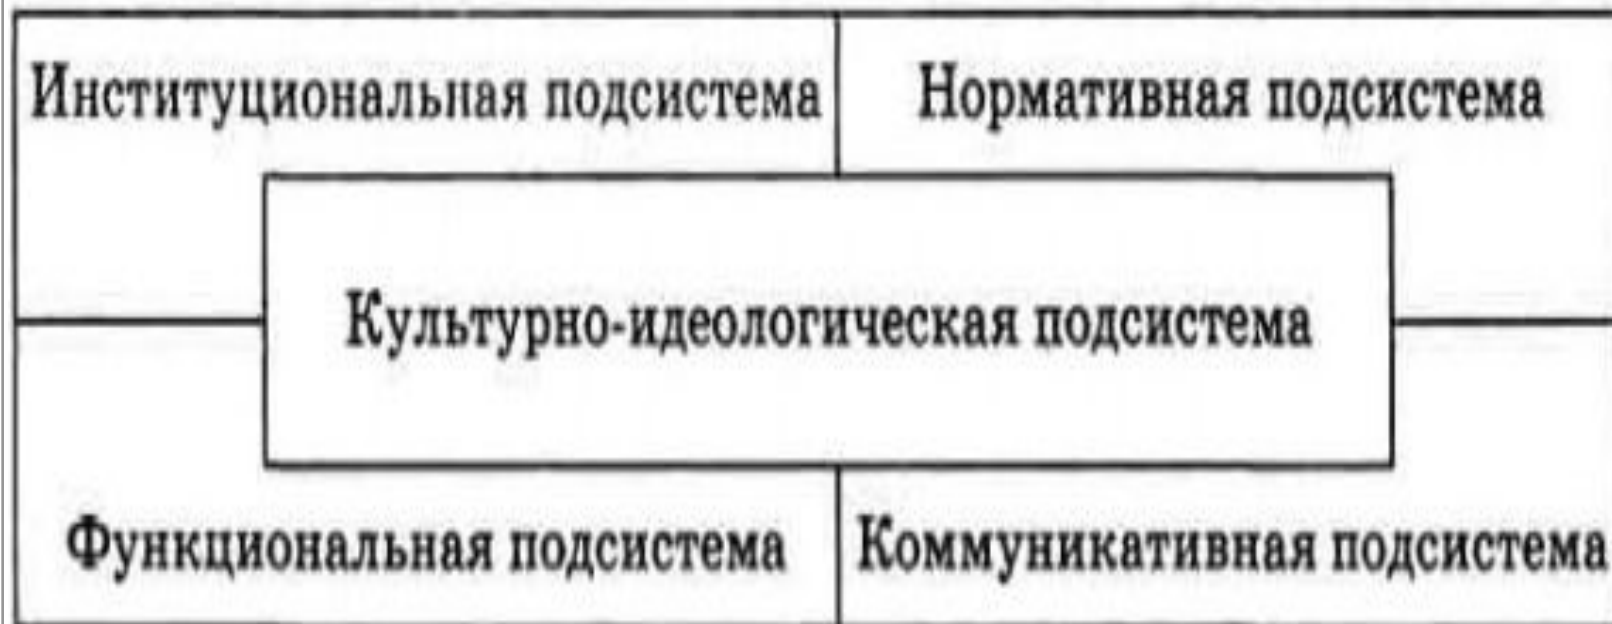 Институциональная подсистема
Нормативная подсистема
Культурно-идеологическая подсистема
Функциональная подсистема
Коммуникативная подсистема